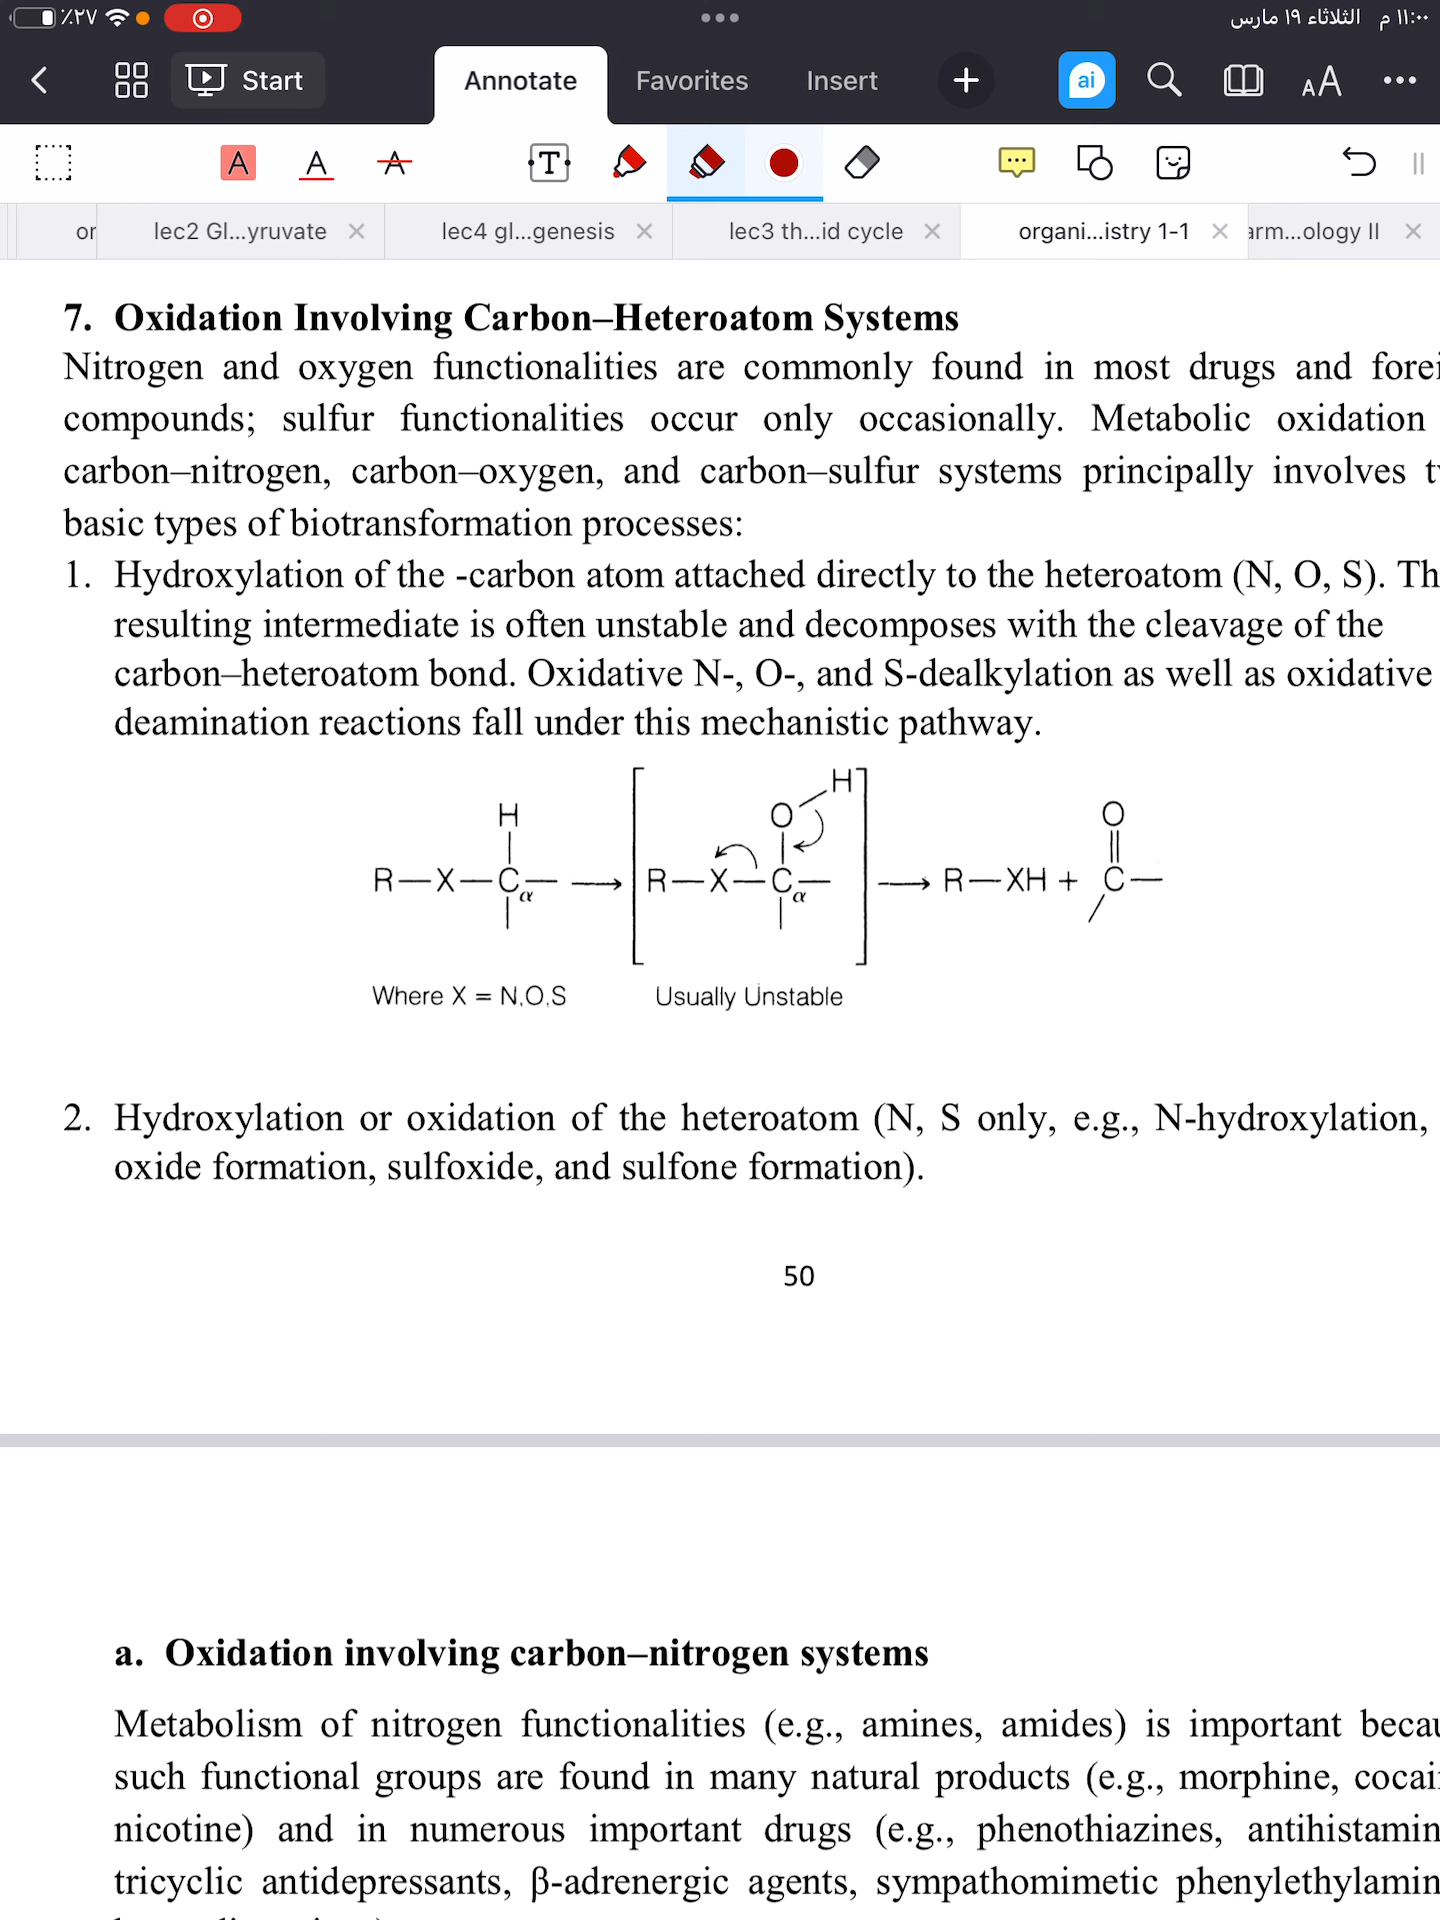 ٪٢٧
١١:٠٠ م الثلاثاء ١٩ مارس
Start
Annotate
Favorites
Insert
ai
AA
A A A T
or
lec2 Gl...yruvate
lec4 gl...genesis
lec3 th...id cycle
organi...istry 1-1
arm...ology II
7. Oxidation Involving Carbon–Heteroatom Systems
Nitrogen and oxygen functionalities are commonly found in most drugs and forei
compounds; sulfur functionalities occur only occasionally. Metabolic oxidation
carbon–nitrogen, carbon–oxygen, and carbon–sulfur systems principally involves t
basic types of biotransformation processes:
1. Hydroxylation of the -carbon atom attached directly to the heteroatom (N, O, S). Th
resulting intermediate is often unstable and decomposes with the cleavage of the
carbon–heteroatom bond. Oxidative N-, O-, and S-dealkylation as well as oxidative
deamination reactions fall under this mechanistic pathway.
H
H O O
R—X—C— α → [R—X—C— α] → R—XH + C—
Where X = N,O,S
Usually Unstable
2. Hydroxylation or oxidation of the heteroatom (N, S only, e.g., N-hydroxylation,
oxide formation, sulfoxide, and sulfone formation).
50
a. Oxidation involving carbon–nitrogen systems
Metabolism of nitrogen functionalities (e.g., amines, amides) is important becau
such functional groups are found in many natural products (e.g., morphine, cocai
nicotine) and in numerous important drugs (e.g., phenothiazines, antihistamin
tricyclic antidepressants, β-adrenergic agents, sympathomimetic phenylethylamin